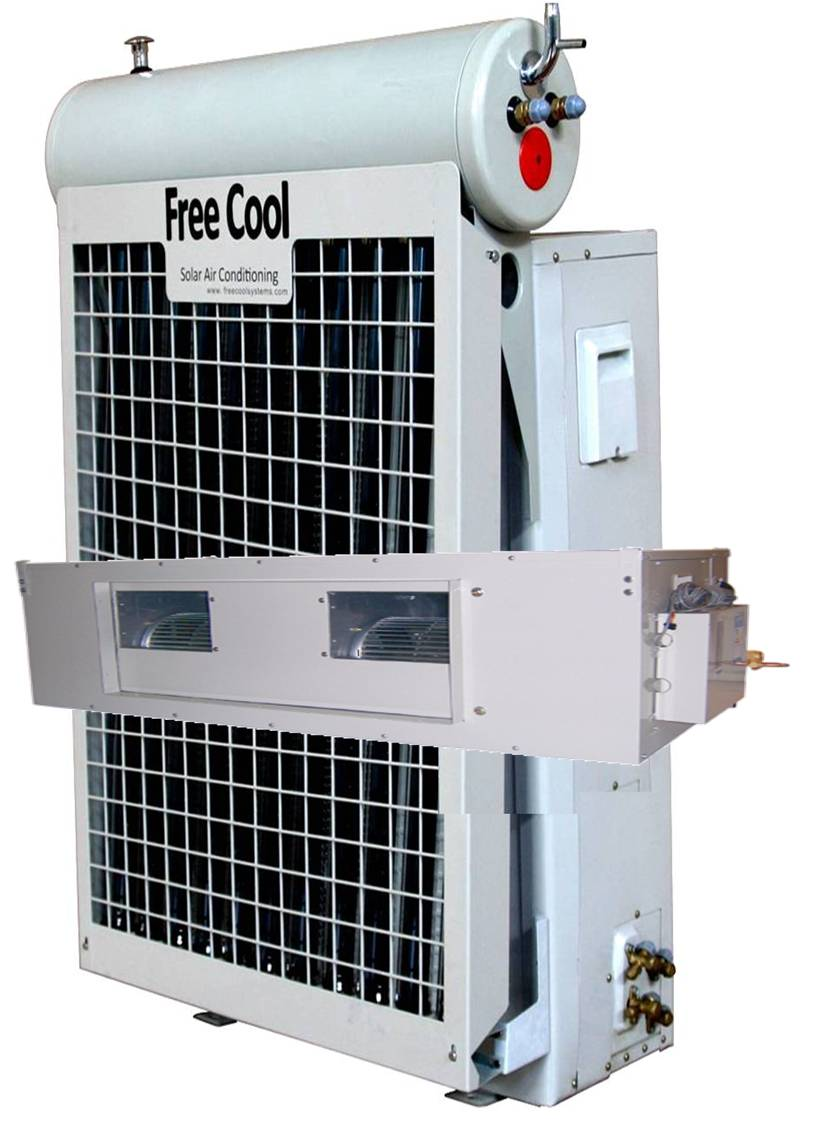 Free Cool
Solar Air Conditioning
www. freecoolsystems.com